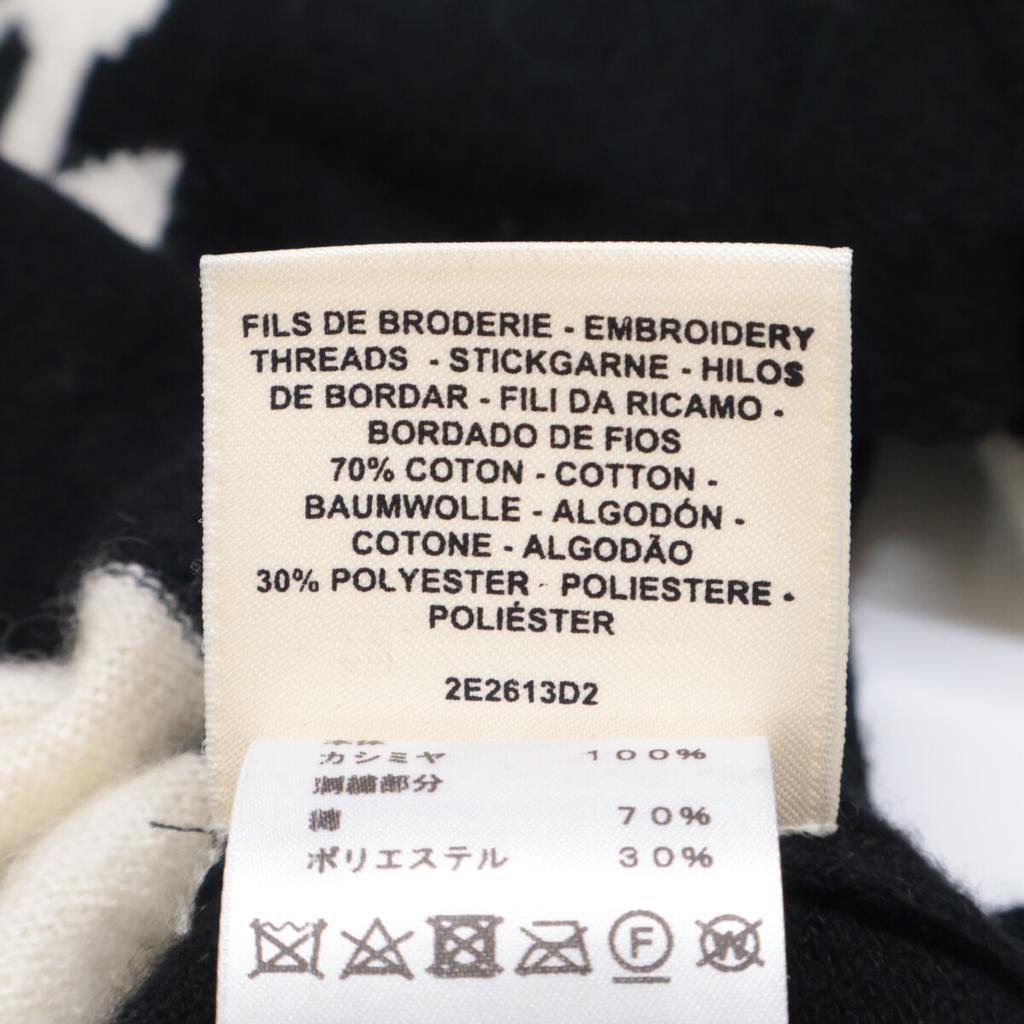 FILS DE BRODERIE - EMBROIDERY
THREADS - STICKGARNE - HILOS
DE BORDAR - FILI DA RICAMO -
BORDADO DE FIOS
70% COTON - COTTON -
BAUMWOLLE - ALGODÓN -
COTONE - ALGODÃO
30% POLYESTER - POLIESTERE -
POLIÉSTER
2E2613D2
カシミヤ 100%
刺繍部分
綿 70%
ポリエステル 30%
F
W